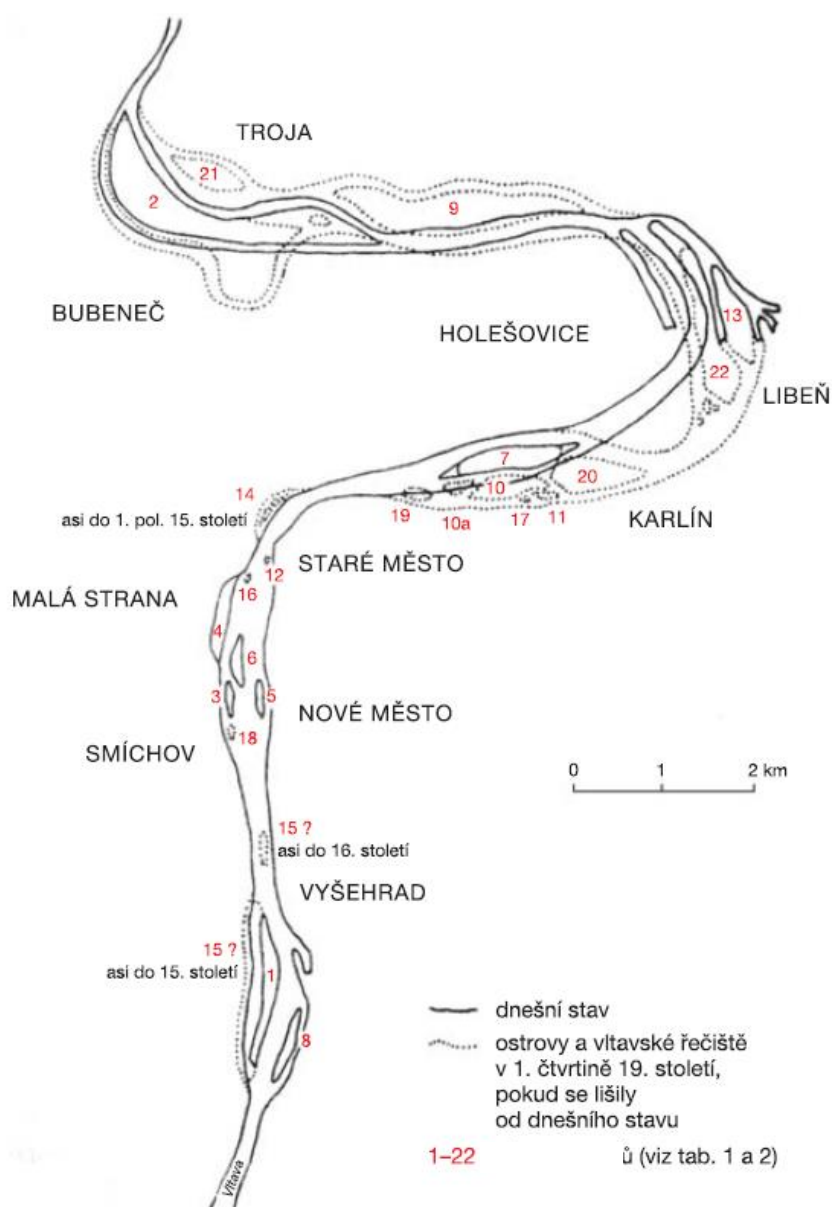 TROJA
21
2
9
BUBENEČ
HOLEŠOVICE
13
22
LIBEŇ
7
20
14
10
asi do 1. pol. 15. století
19
10a
17
11
KARLÍN
12
STARÉ MĚSTO
16
MALÁ STRANA
4
6
3
5
NOVÉ MĚSTO
18
SMÍCHOV
0 1 2 km
15 ?
asi do 16. století
VYŠEHRAD
15 ?
asi do 15. století
1
8
dnešní stav
ostrovy a vltavské řečiště
v 1. čtvrtině 19. století,
pokud se lišily
od dnešního stavu
1–22 ů (viz tab. 1 a 2)
Vltava